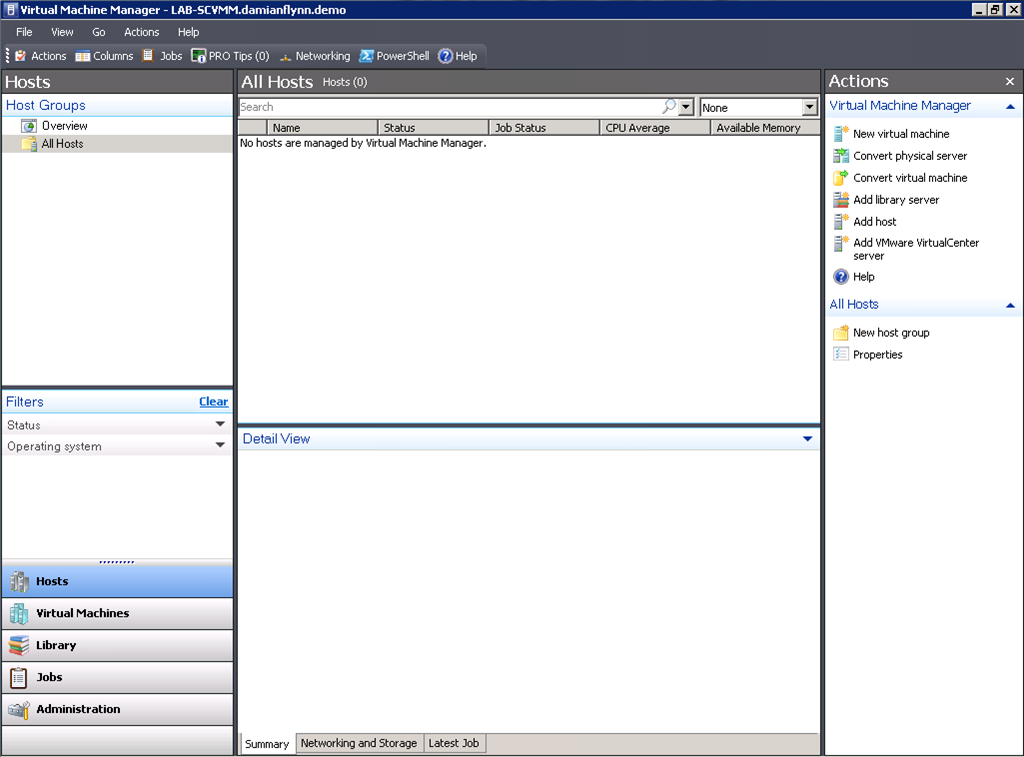 Virtual Machine Manager - LAB-SCVMM.damianflynn.demo
File View Go Actions Help
Actions Columns Jobs PRO Tips (0) Networking PowerShell Help
Hosts
Host Groups
Overview
All Hosts
Filters Clear
Status
Operating system
Hosts
Virtual Machines
Library
Jobs
Administration
All Hosts Hosts (0)
Search None
Name Status Job Status CPU Average Available Memory
No hosts are managed by Virtual Machine Manager.
Detail View
Summary Networking and Storage Latest Job
Actions
Virtual Machine Manager
New virtual machine
Convert physical server
Convert virtual machine
Add library server
Add host
Add VMware VirtualCenter
server
Help
All Hosts
New host group
Properties